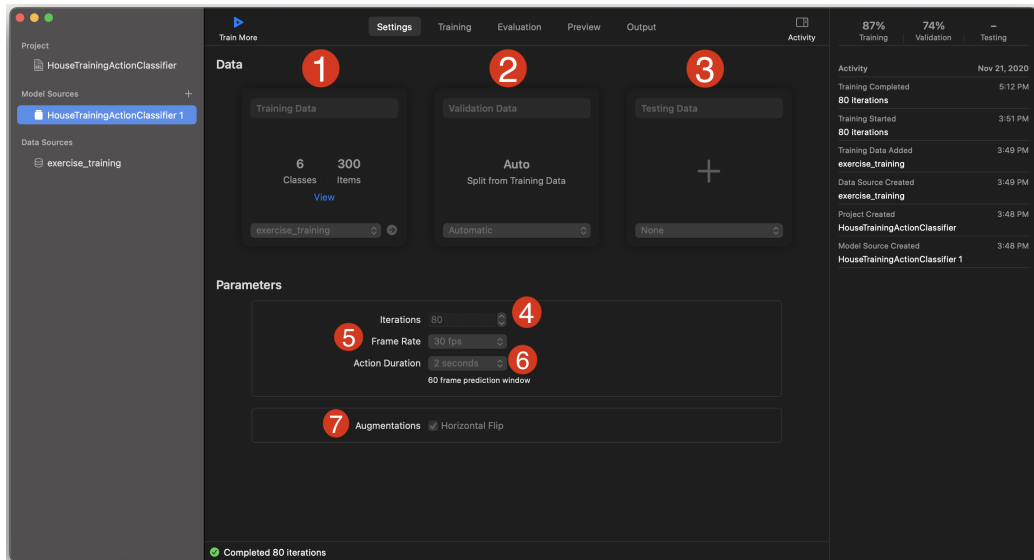 Project
HouseTrainingActionClassifier
Model Sources +
HouseTrainingActionClassifier 1
Data Sources
exercise_training
Train More
Settings Training Evaluation Preview Output
Activity
Data
1 2 3
Training Data
6 300
Classes Items
View
exercise_training
Validation Data
Auto
Split from Training Data
Automatic
Testing Data
+
None
Parameters
Iterations 80 4
5 Frame Rate 30 fps
Action Duration 2 seconds 6
60 frame prediction window
7 Augmentations Horizontal Flip
Completed 80 iterations
87% 74% –
Training Validation Testing
Activity Nov 21, 2020
Training Completed 5:12 PM
80 iterations
Training Started 3:51 PM
80 iterations
Training Data Added 3:49 PM
exercise_training
Data Source Created 3:49 PM
exercise_training
Project Created 3:48 PM
HouseTrainingActionClassifier
Model Source Created 3:48 PM
HouseTrainingActionClassifier 1